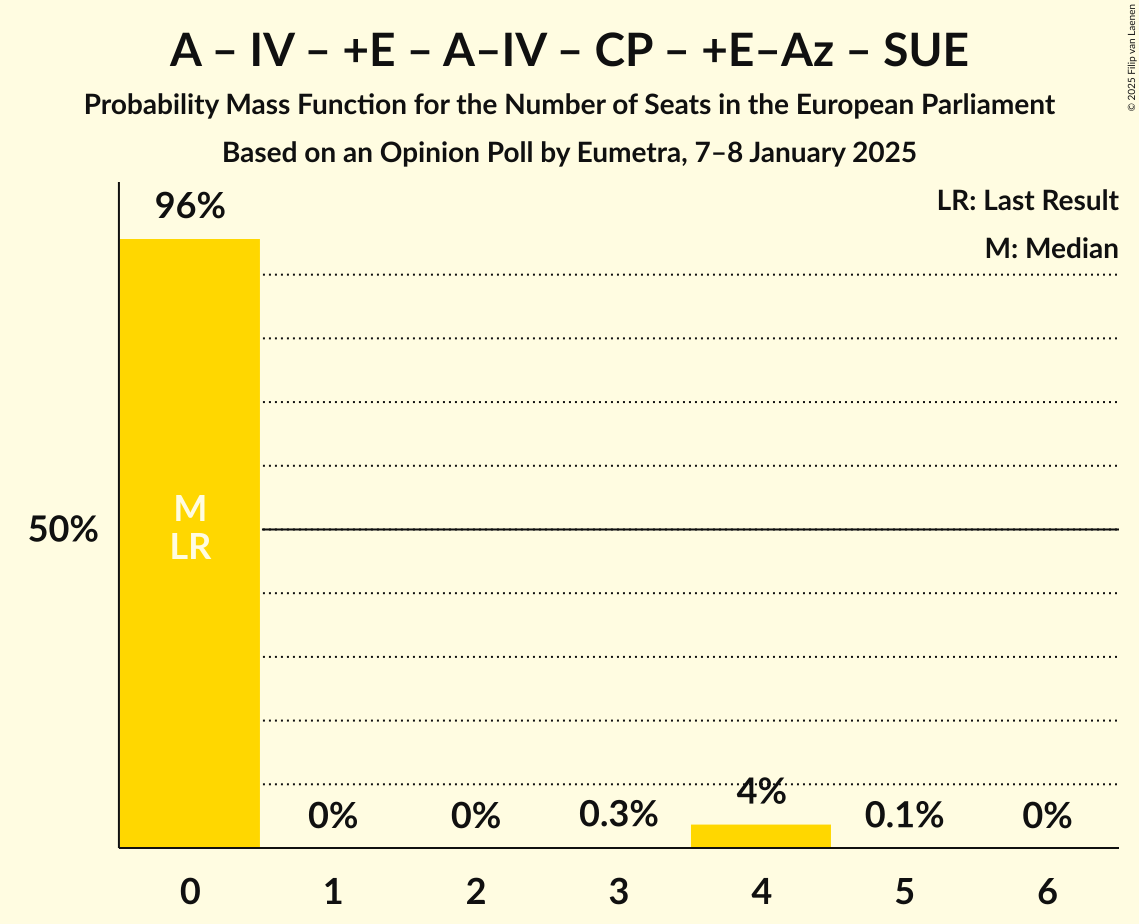 A – IV – +E – A–IV – CP – +E–Az – SUE
Probability Mass Function for the Number of Seats in the European Parliament
Based on an Opinion Poll by Eumetra, 7–8 January 2025
© 2025 Filip van Laenen
LR: Last Result
M: Median
96%
50%
M
LR
0%
0%
0.3%
4%
0.1%
0%
0
1
2
3
4
5
6